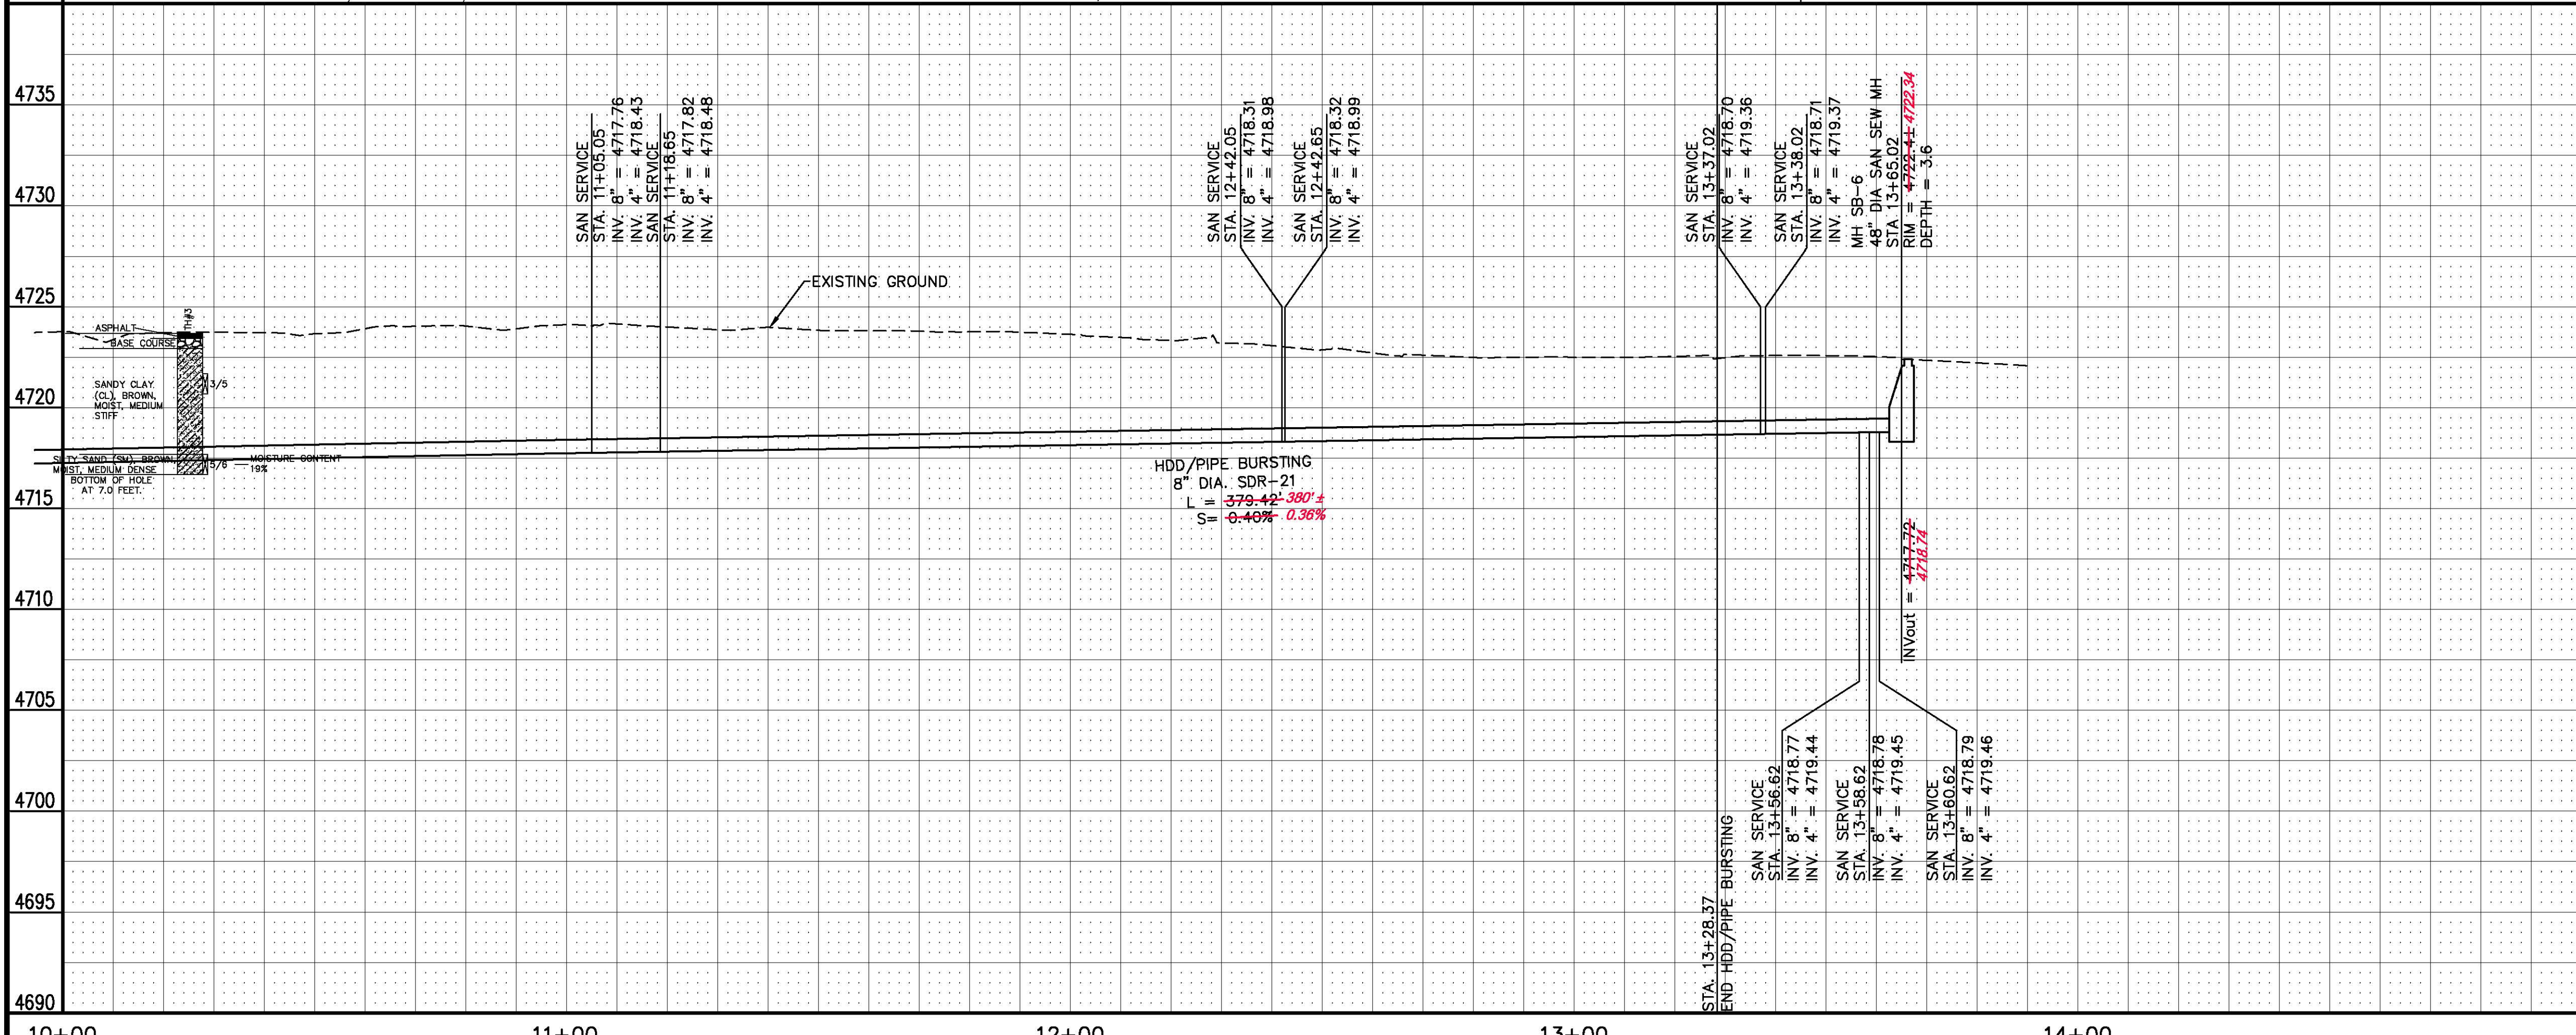 4735
4730
4725
4720
4715
4710
4705
4700
4695
4690
10+00
11+00
12+00
13+00
14+00
ASPHALT
BASE COURSE
TH#3
SANDY CLAY
(CL), BROWN,
MOIST, MEDIUM
STIFF
3/5
SILTY SAND (SM), BROWN,
MOIST, MEDIUM DENSE
5/6
MOISTURE CONTENT
19%
BOTTOM OF HOLE
AT 7.0 FEET.
SAN SERVICE
STA. 11+05.05
INV. 8" = 4717.76
INV. 4" = 4718.43
SAN SERVICE
STA. 11+18.65
INV. 8" = 4717.82
INV. 4" = 4718.48
EXISTING GROUND
SAN SERVICE
STA. 12+42.05
INV. 8" = 4718.31
INV. 4" = 4718.98
SAN SERVICE
STA. 12+42.65
INV. 8" = 4718.32
INV. 4" = 4718.99
HDD/PIPE BURSTING
8" DIA. SDR-21
L = 379.42' 380'±
S= 0.40% 0.36%
SAN SERVICE
STA. 13+37.02
INV. 8" = 4718.70
INV. 4" = 4719.36
SAN SERVICE
STA. 13+38.02
INV. 8" = 4718.71
INV. 4" = 4719.37
MH SB-6
48" DIA SAN SEW MH
STA 13+65.02
RIM = 4722.41± 4722.34
DEPTH = 3.6
INVout = 4717.72
4718.74
STA. 13+28.37
END HDD/PIPE BURSTING
SAN SERVICE
STA. 13+56.62
INV. 8" = 4718.77
INV. 4" = 4719.44
SAN SERVICE
STA. 13+58.62
INV. 8" = 4718.78
INV. 4" = 4719.45
SAN SERVICE
STA. 13+60.62
INV. 8" = 4718.79
INV. 4" = 4719.46